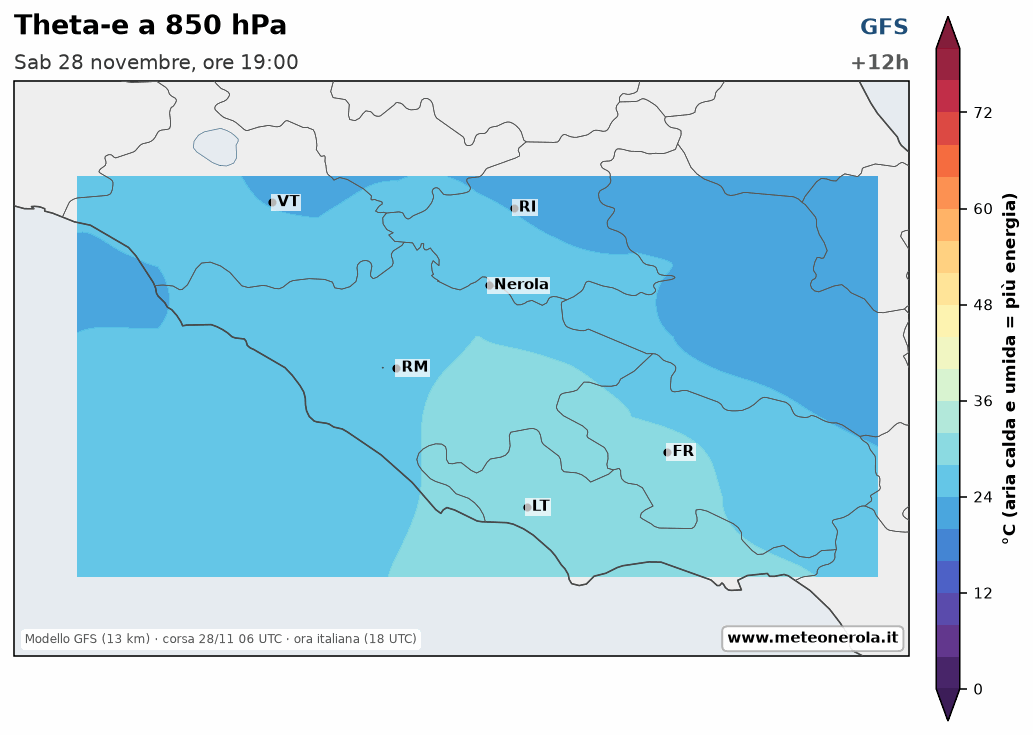 Theta-e a 850 hPa
GFS
Sab 28 novembre, ore 19:00
+12h
VT
RI
Nerola
RM
FR
LT
Modello GFS (13 km) · corsa 28/11 06 UTC · ora italiana (18 UTC)
www.meteonerola.it
72
60
48
36
24
12
0
°C (aria calda e umida = più energia)